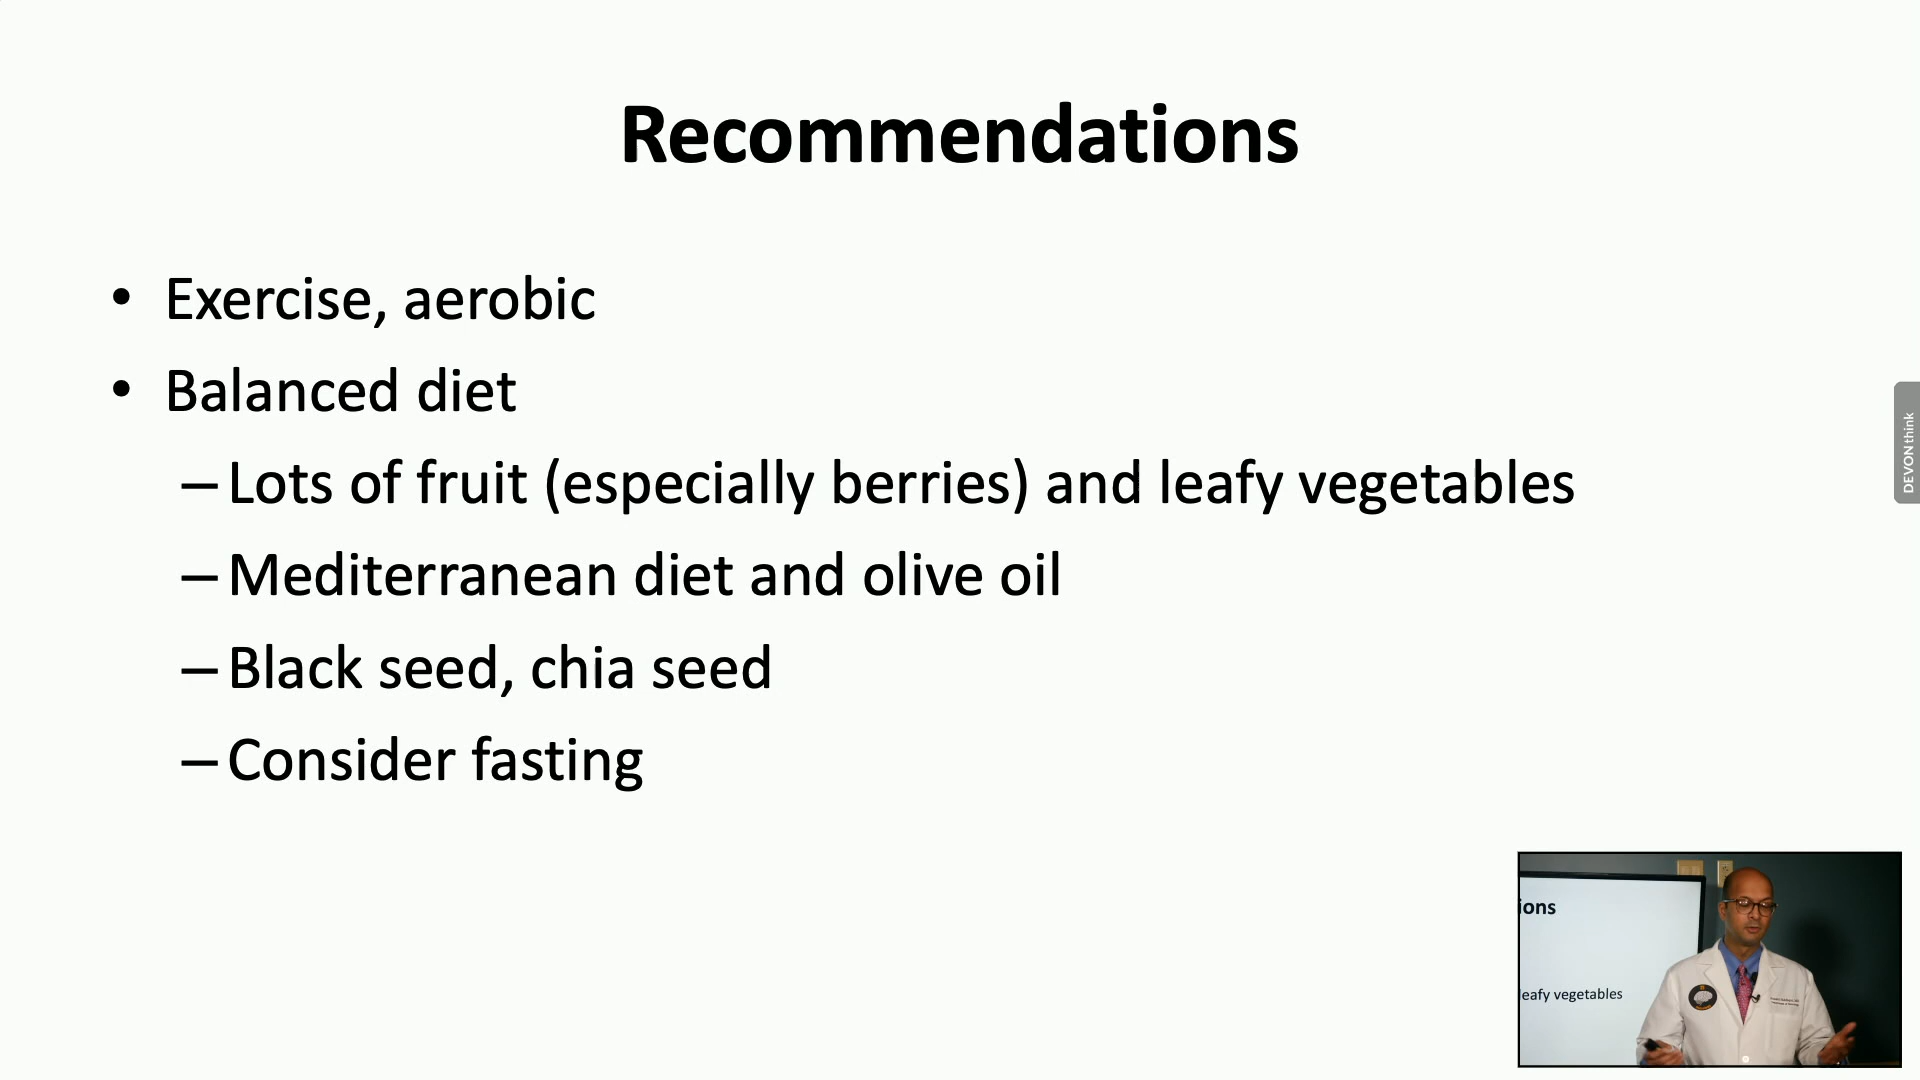 Recommendations
• Exercise, aerobic
• Balanced diet
– Lots of fruit (especially berries) and leafy vegetables
– Mediterranean diet and olive oil
– Black seed, chia seed
– Consider fasting
DEVONthink
ions
leafy vegetables